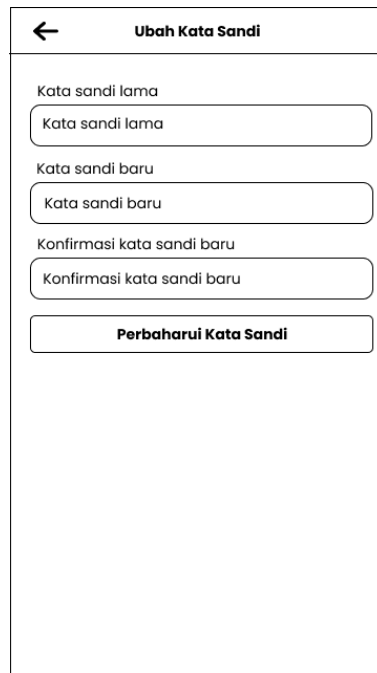 Ubah Kata Sandi
Kata sandi lama
Kata sandi lama
Kata sandi baru
Kata sandi baru
Konfirmasi kata sandi baru
Konfirmasi kata sandi baru
Perbaharui Kata Sandi